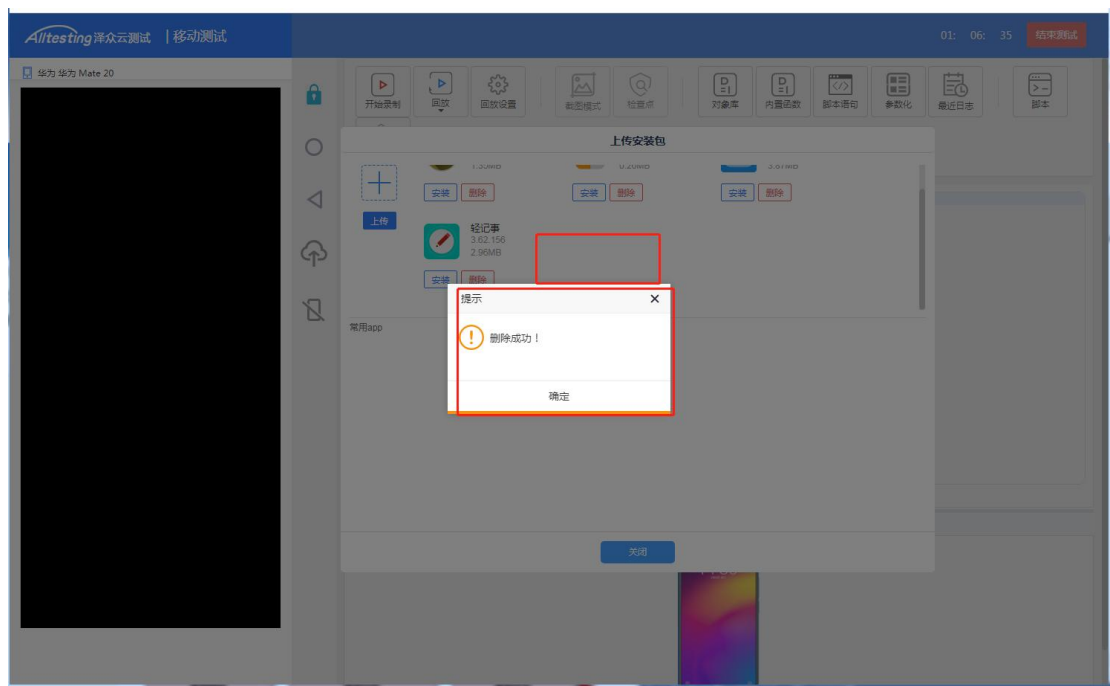 Alltesting泽众云测试 | 移动测试
01: 06: 35 结束测试
华为 华为 Mate 20
开始录制 回放 回放设置 截图模式 检查点 对象库 内置函数 脚本语句 参数化 最近日志 脚本
上传安装包
1.35MB 0.20MB 3.87MB
安装 删除 安装 删除 安装 删除
上传
轻记事
3.62.156
2.96MB
安装 删除
提示
常用app
删除成功！
确定
关闭